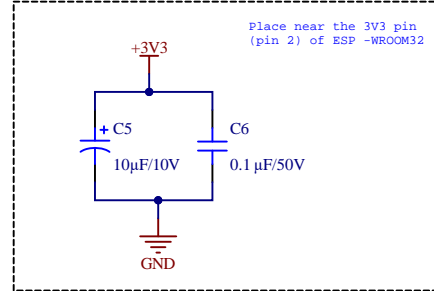 Place near the 3V3 pin
(pin 2) of ESP -WROOM32
+3V3
+ C5
C6
10µF/10V
0.1 µF/50V
GND